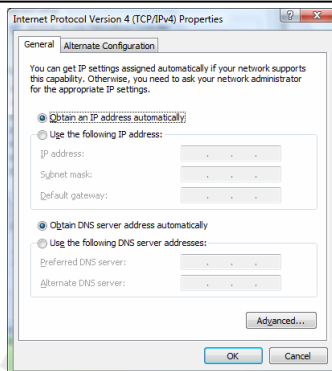 Internet Protocol Version 4 (TCP/IPv4) Properties
General Alternate Configuration
You can get IP settings assigned automatically if your network supports
this capability. Otherwise, you need to ask your network administrator
for the appropriate IP settings.
Obtain an IP address automatically
Use the following IP address:
IP address:
Subnet mask:
Default gateway:
Obtain DNS server address automatically
Use the following DNS server addresses:
Preferred DNS server:
Alternate DNS server:
Advanced...
OK Cancel